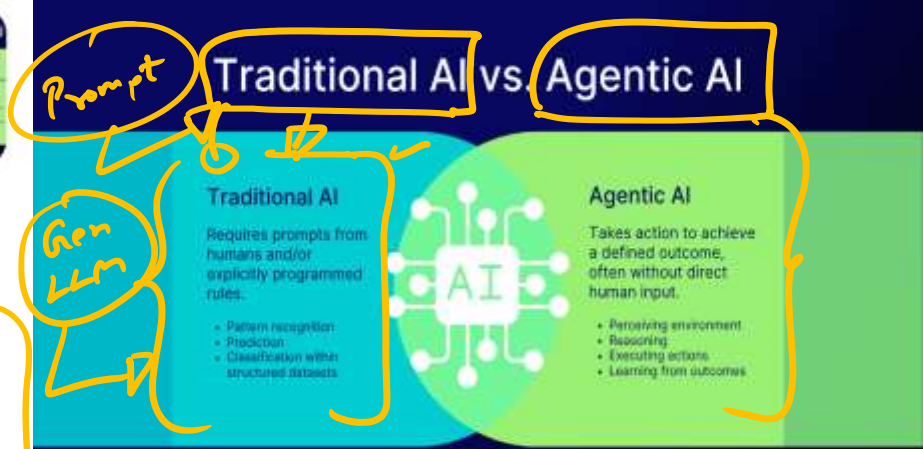 Prompt
Traditional AI vs. Agentic AI
Gen
LLM
Traditional AI
Requires prompts from
humans and/or
explicitly programmed
rules.
• Pattern recognition
• Prediction
• Classification within
structured datasets
AI
Agentic AI
Takes action to achieve
a defined outcome,
often without direct
human input.
• Perceiving environment
• Reasoning
• Executing actions
• Learning from outcomes